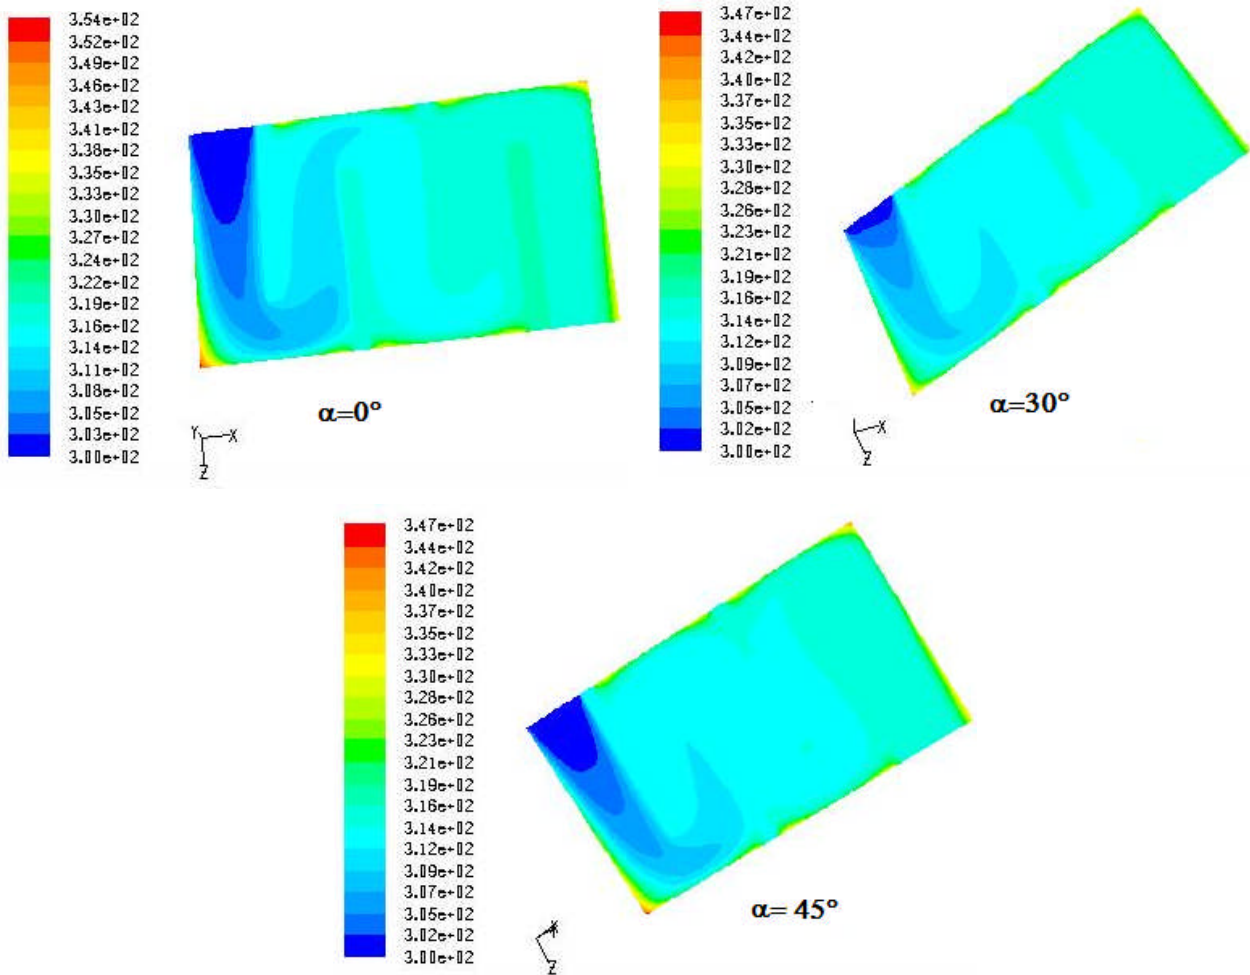 3.54e+02
3.52e+02
3.49e+02
3.46e+02
3.43e+02
3.41e+02
3.38e+02
3.35e+02
3.33e+02
3.30e+02
3.27e+02
3.24e+02
3.22e+02
3.19e+02
3.16e+02
3.14e+02
3.11e+02
3.08e+02
3.05e+02
3.03e+02
3.00e+02
Y X
Z
α=0°
3.47e+02
3.44e+02
3.42e+02
3.40e+02
3.37e+02
3.35e+02
3.33e+02
3.30e+02
3.28e+02
3.26e+02
3.23e+02
3.21e+02
3.19e+02
3.16e+02
3.14e+02
3.12e+02
3.09e+02
3.07e+02
3.05e+02
3.02e+02
3.00e+02
X
Z
α=30°
3.47e+02
3.44e+02
3.42e+02
3.40e+02
3.37e+02
3.35e+02
3.33e+02
3.30e+02
3.28e+02
3.26e+02
3.23e+02
3.21e+02
3.19e+02
3.16e+02
3.14e+02
3.12e+02
3.09e+02
3.07e+02
3.05e+02
3.02e+02
3.00e+02
Z
α= 45°